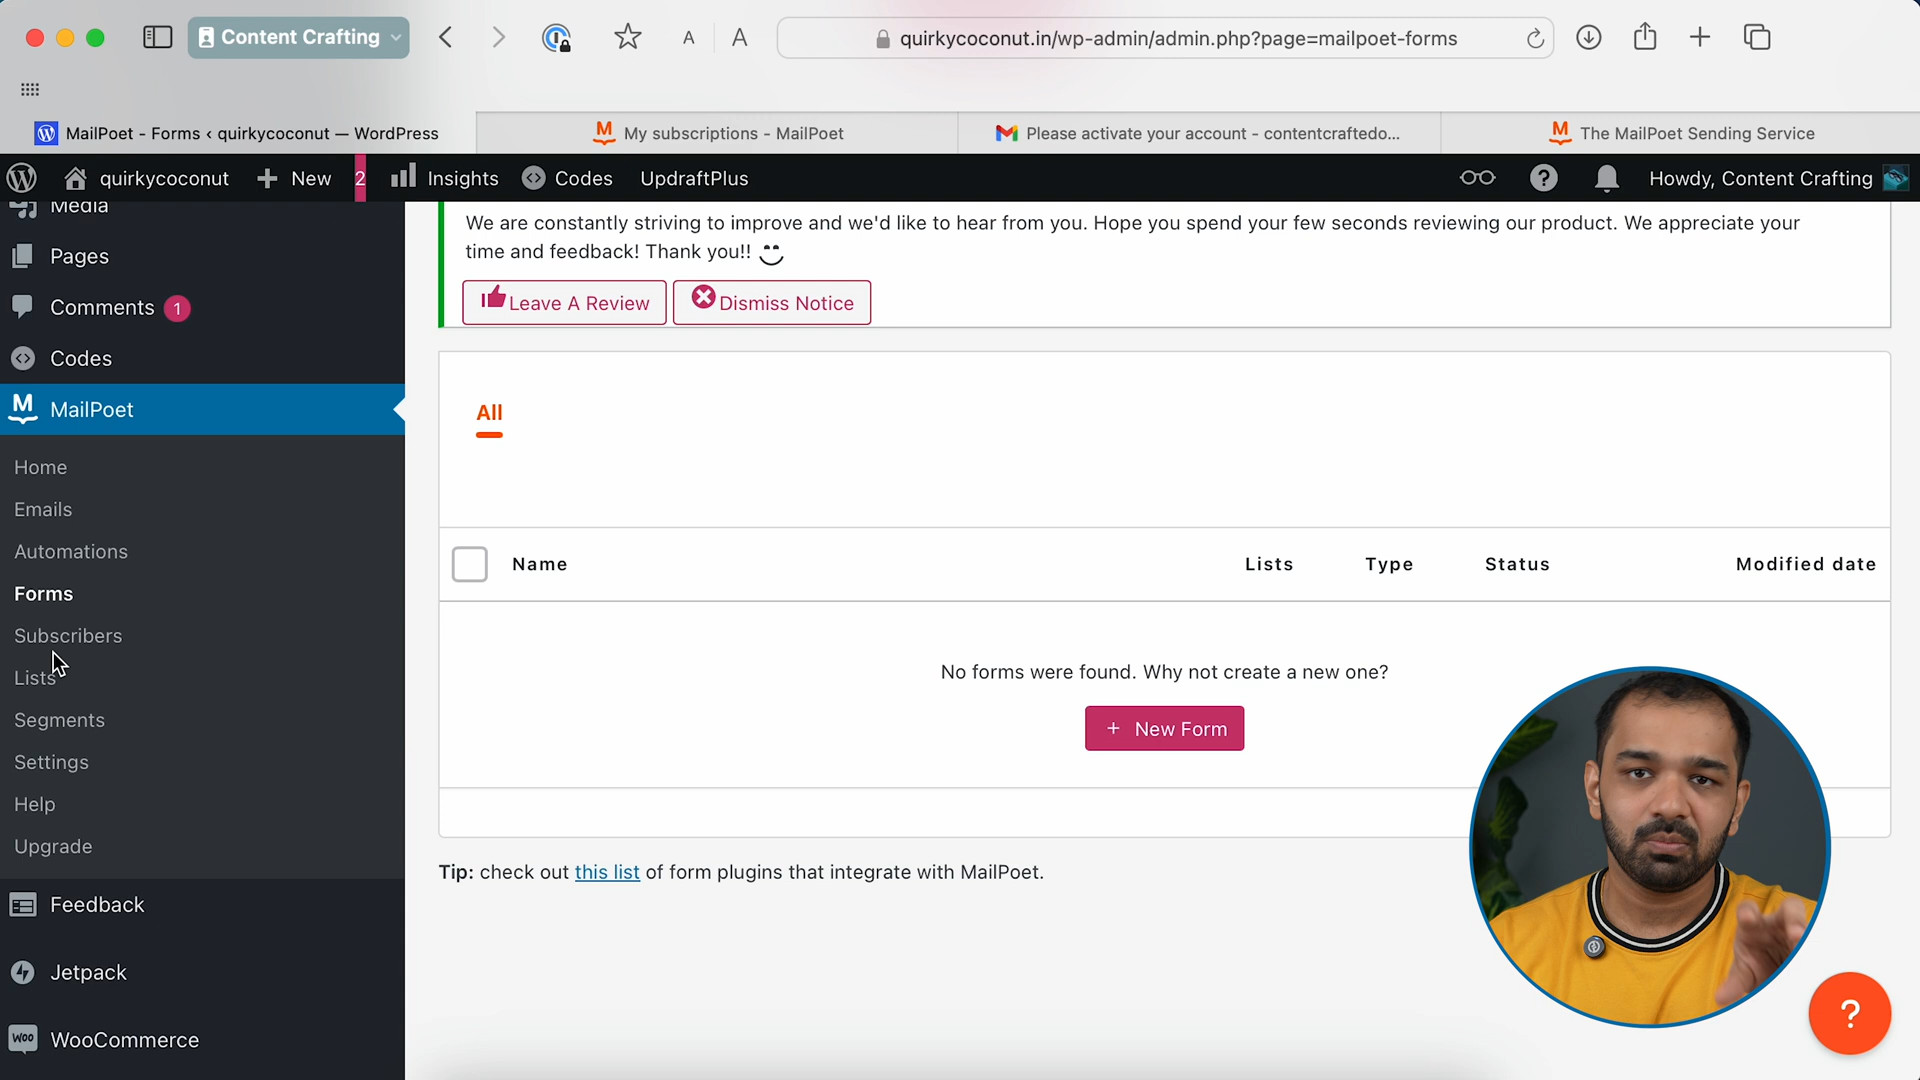 Content Crafting
A
A
quirkycoconut.in/wp-admin/admin.php?page=mailpoet-forms
MailPoet - Forms ‹ quirkycoconut — WordPress
My subscriptions - MailPoet
Please activate your account - contentcraftedo...
The MailPoet Sending Service
quirkycoconut
New
2
Insights
Codes
UpdraftPlus
Howdy, Content Crafting
Media
Pages
Comments 1
Codes
MailPoet
Home
Emails
Automations
Forms
Subscribers
Lists
Segments
Settings
Help
Upgrade
Feedback
Jetpack
WooCommerce
We are constantly striving to improve and we'd like to hear from you. Hope you spend your few seconds reviewing our product. We appreciate your
time and feedback! Thank you!!
Leave A Review
Dismiss Notice
All
Name Lists Type Status Modified date
No forms were found. Why not create a new one?
+ New Form
Tip: check out this list of form plugins that integrate with MailPoet.
?